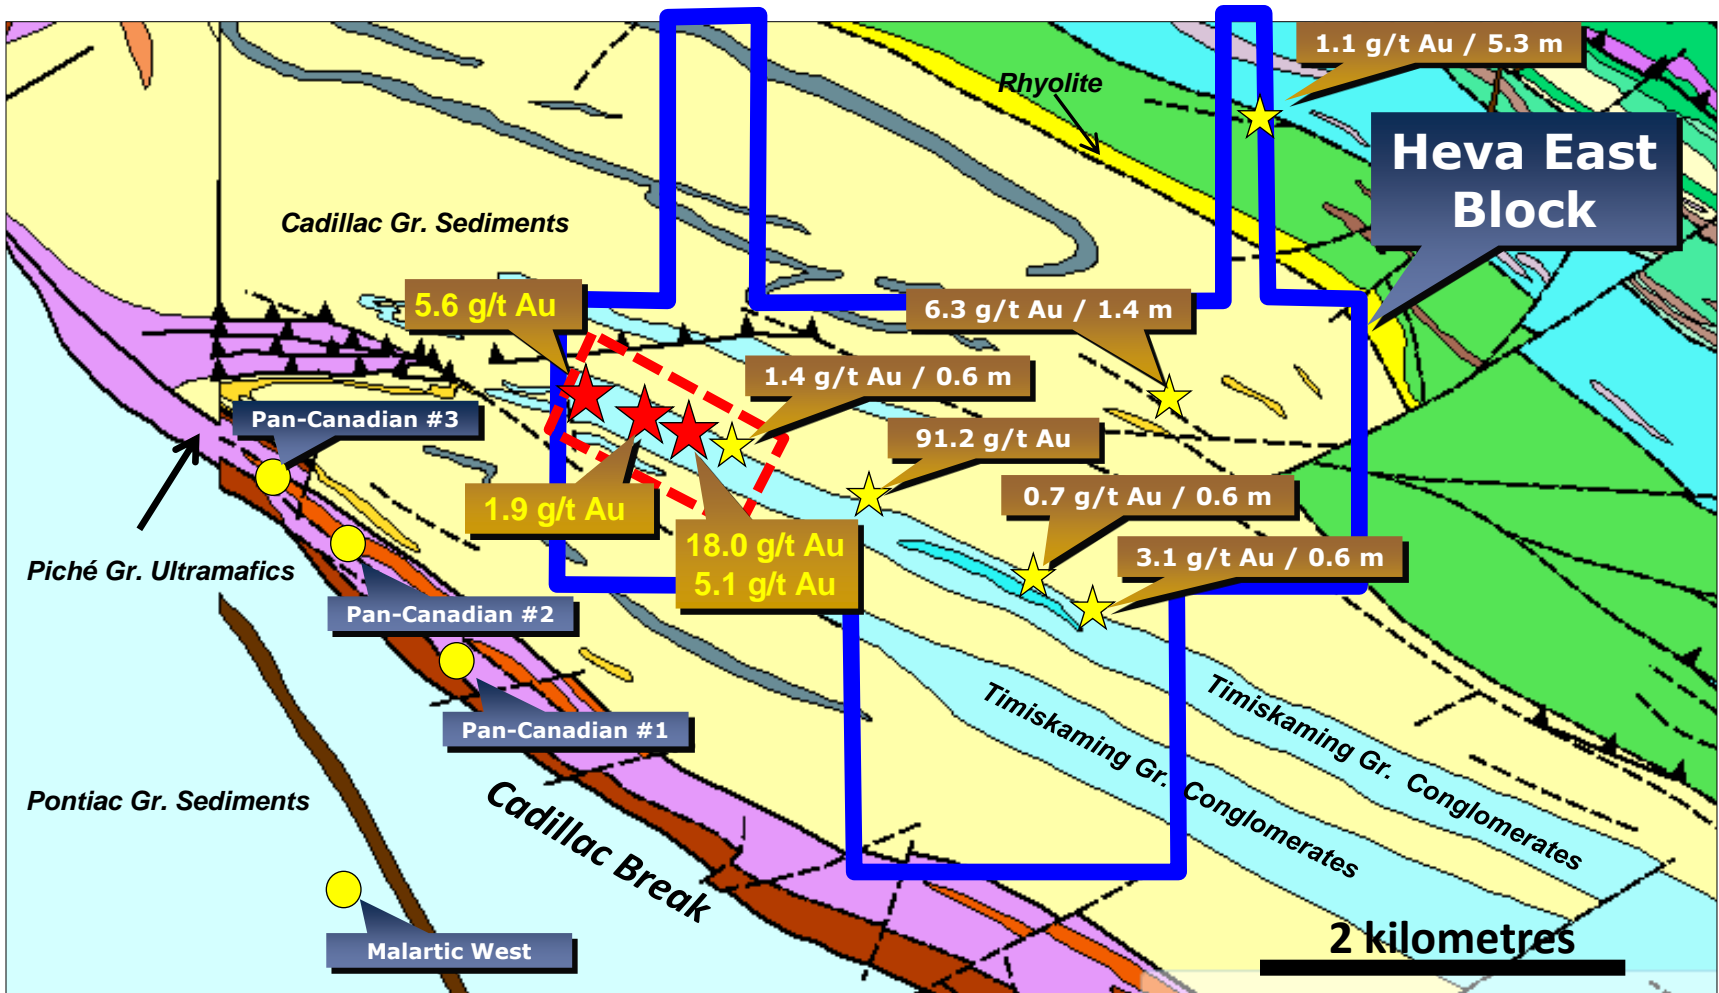 1.1 g/t Au / 5.3 m
Rhyolite
Heva East
Block
Cadillac Gr. Sediments
5.6 g/t Au
6.3 g/t Au / 1.4 m
1.4 g/t Au / 0.6 m
Pan-Canadian #3
91.2 g/t Au
1.9 g/t Au
0.7 g/t Au / 0.6 m
18.0 g/t Au
5.1 g/t Au
3.1 g/t Au / 0.6 m
Piché Gr. Ultramafics
Pan-Canadian #2
Pan-Canadian #1
Timiskaming Gr. Conglomerates
Timiskaming Gr. Conglomerates
Pontiac Gr. Sediments
Cadillac Break
Malartic West
2 kilometres